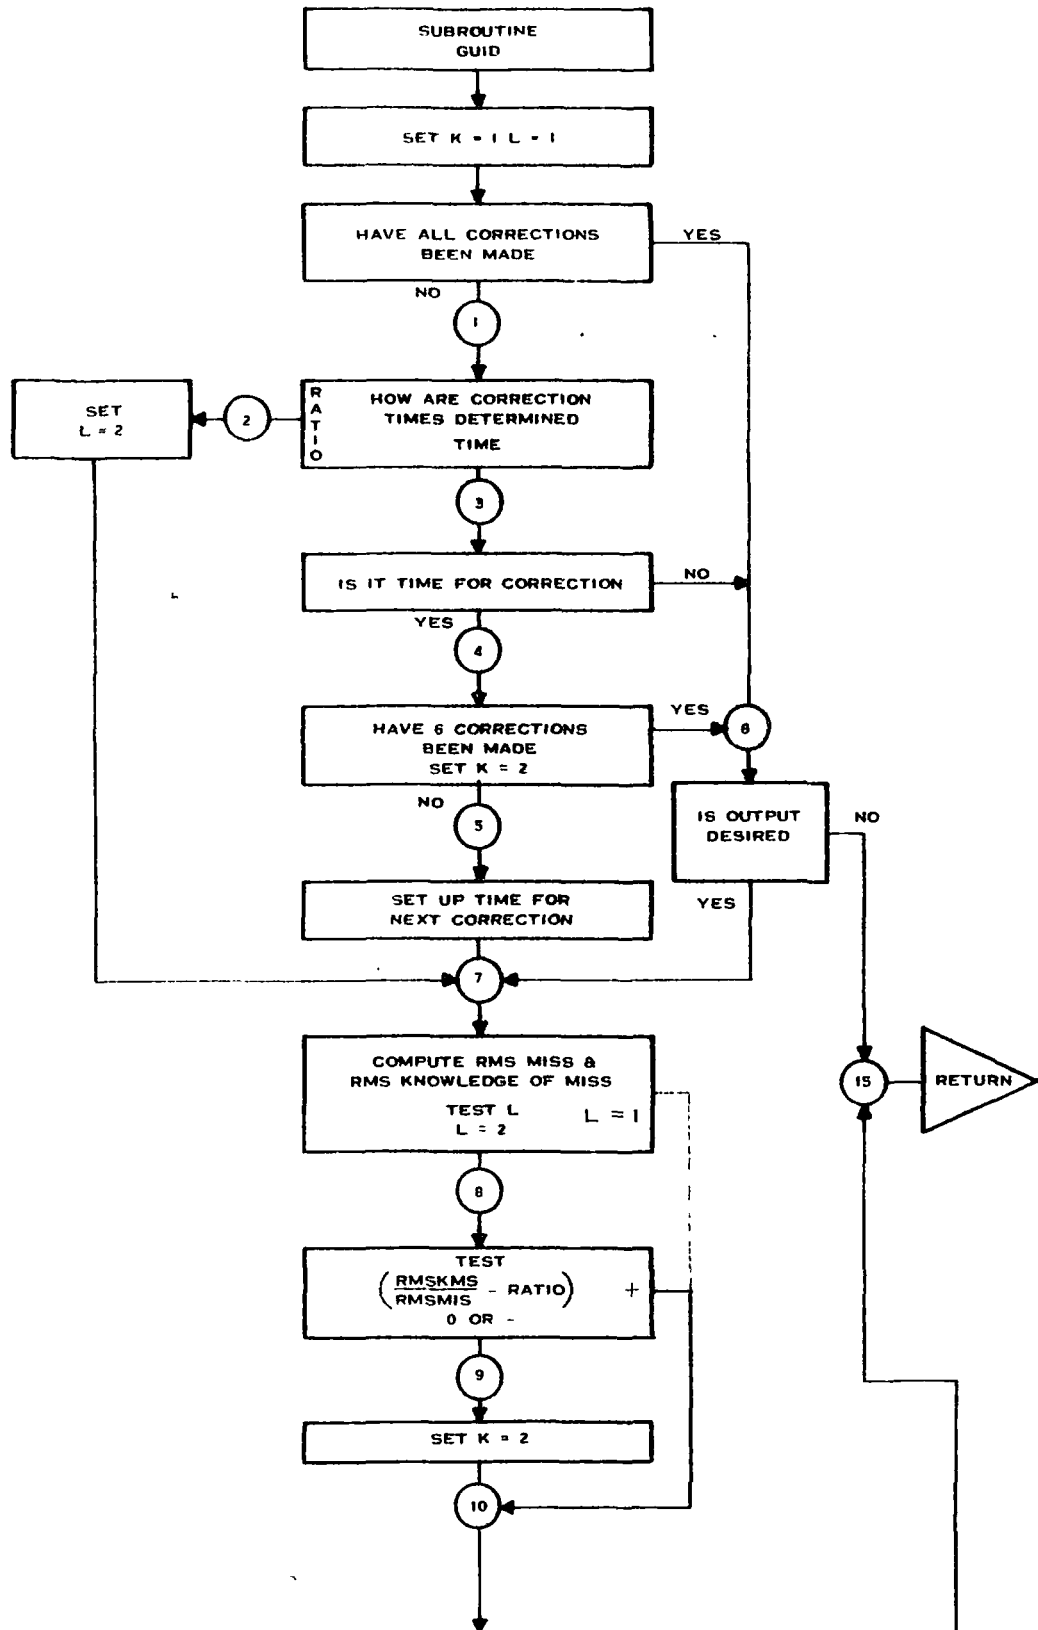 SUBROUTINE
GUID
SET K = 1 L = 1
HAVE ALL CORRECTIONS
BEEN MADE
YES
NO
1
RATIO
HOW ARE CORRECTION
TIMES DETERMINED
TIME
2
SET
L = 2
3
IS IT TIME FOR CORRECTION
NO
YES
4
HAVE 6 CORRECTIONS
BEEN MADE
SET K = 2
YES
6
NO
5
IS OUTPUT
DESIRED
NO
YES
SET UP TIME FOR
NEXT CORRECTION
7
COMPUTE RMS MISS &
RMS KNOWLEDGE OF MISS
TEST L
L = 2
L = 1
15
RETURN
8
TEST
(RMSKMS/RMSMIS - RATIO)
+
0 OR -
9
SET K = 2
10